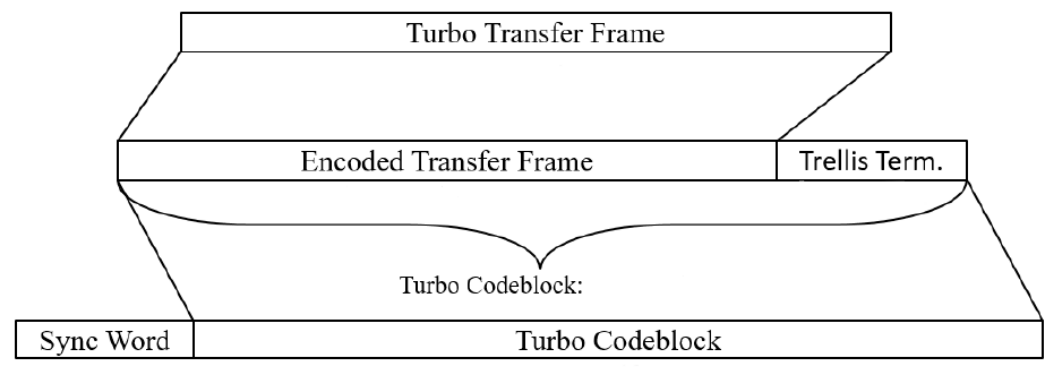 Turbo Transfer Frame
Encoded Transfer Frame Trellis Term.
Turbo Codeblock:
Sync Word Turbo Codeblock